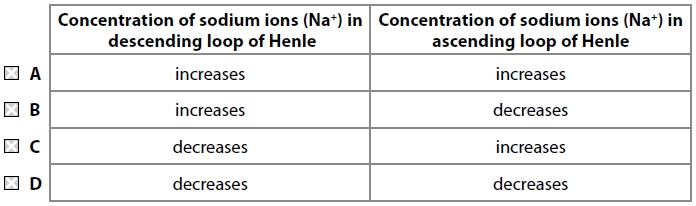 Concentration of sodium ions (Na⁺) in descending loop of Henle
Concentration of sodium ions (Na⁺) in ascending loop of Henle
A increases increases
B increases decreases
C decreases increases
D decreases decreases